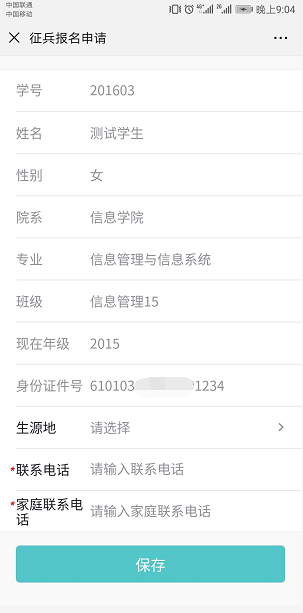 中国联通
中国移动
晚上9:04
征兵报名申请
学号 201603
姓名 测试学生
性别 女
院系 信息学院
专业 信息管理与信息系统
班级 信息管理15
现在年级 2015
身份证件号 610103 1234
生源地 请选择
*联系电话 请输入联系电话
*家庭联系电话 请输入家庭联系电话
保存